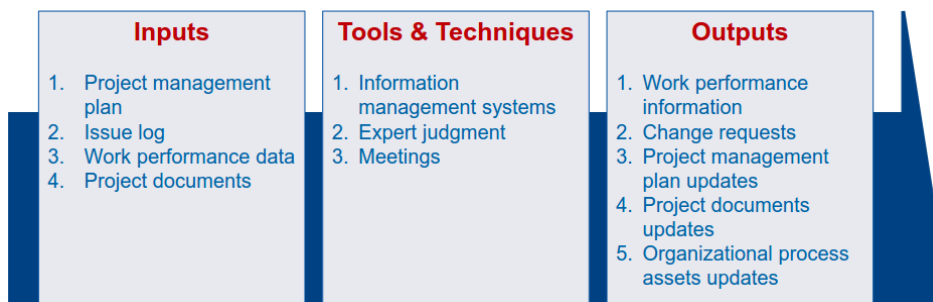 Inputs
1. Project management
plan
2. Issue log
3. Work performance data
4. Project documents
Tools & Techniques
1. Information
management systems
2. Expert judgment
3. Meetings
Outputs
1. Work performance
information
2. Change requests
3. Project management
plan updates
4. Project documents
updates
5. Organizational process
assets updates